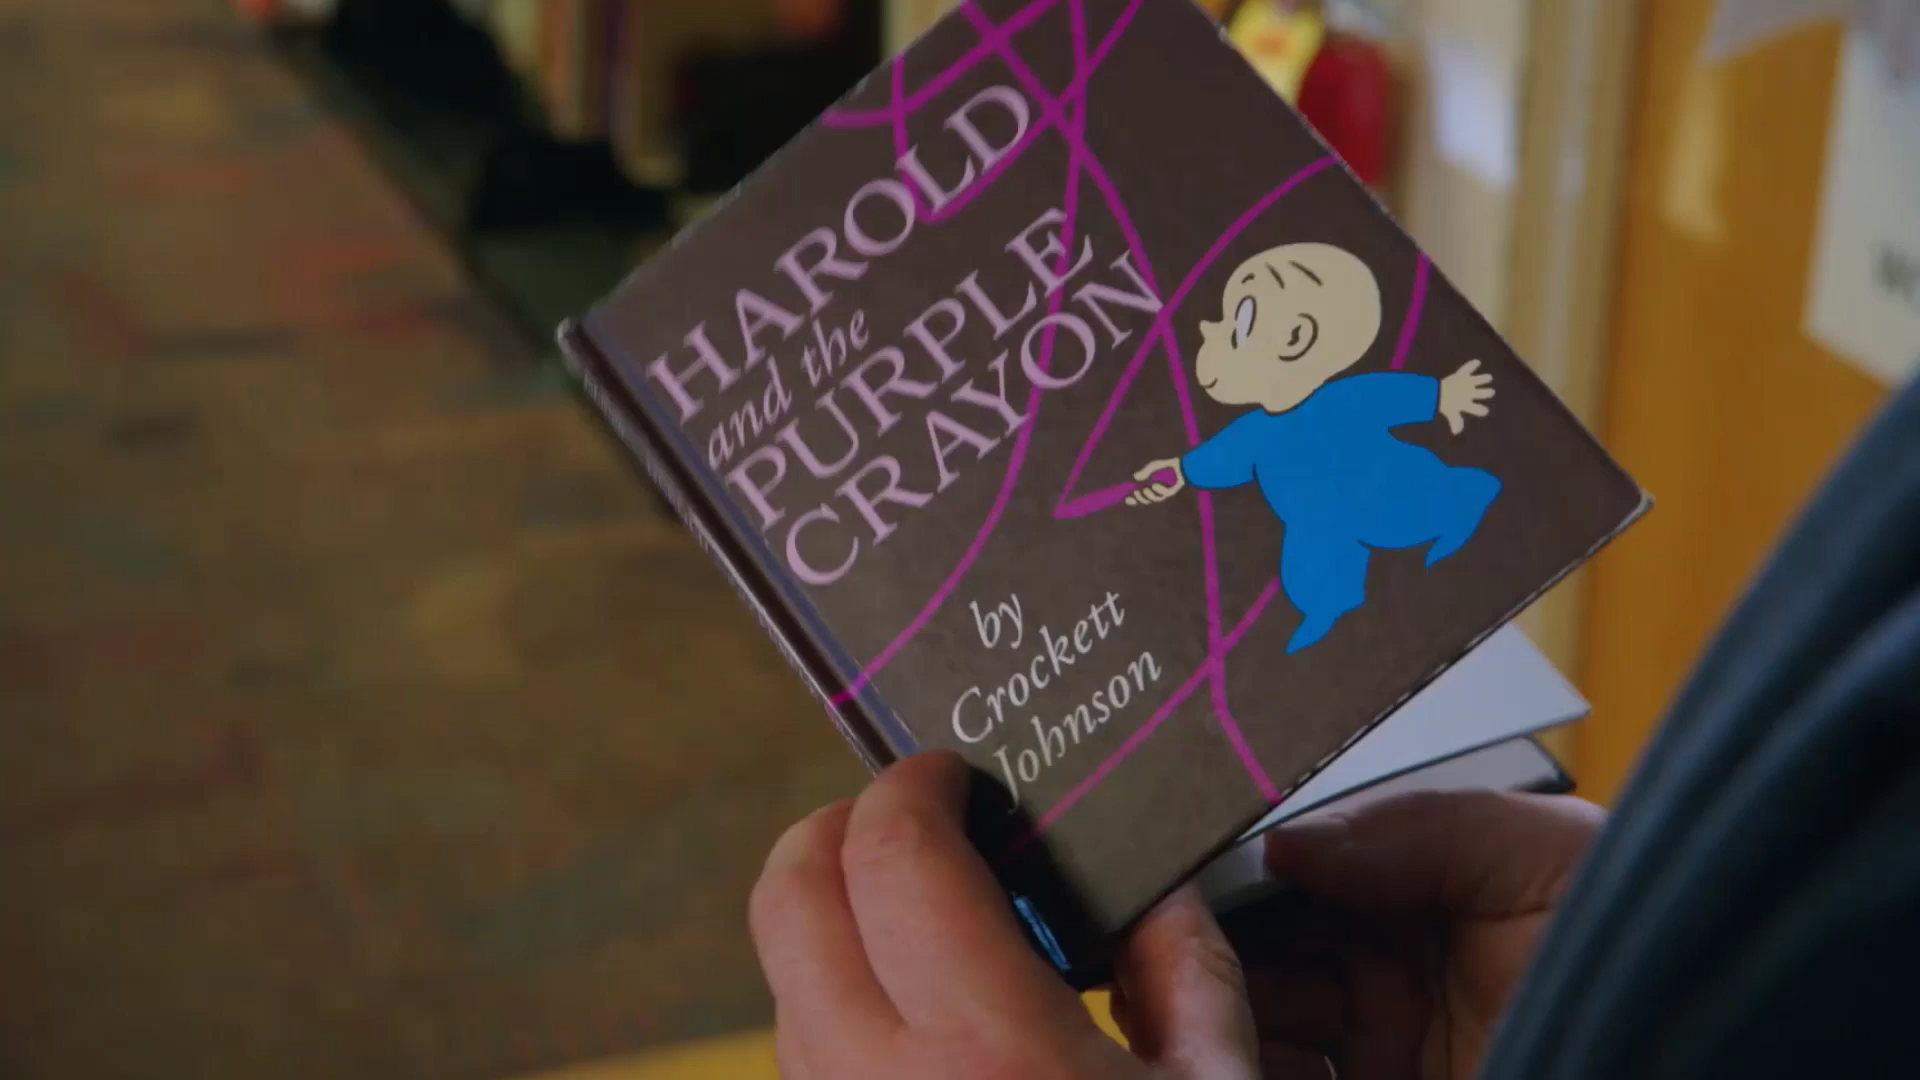 HAROLD
and the
PURPLE
CRAYON
by
Crockett
Johnson